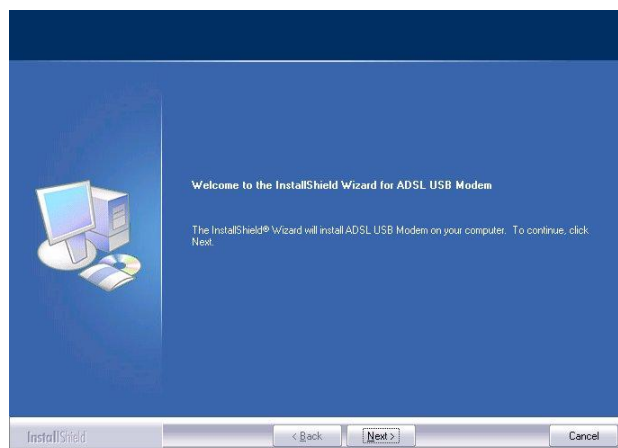 Welcome to the InstallShield Wizard for ADSL USB Modem
The InstallShield® Wizard will install ADSL USB Modem on your computer. To continue, click
Next.
InstallShield
< Back Next > Cancel